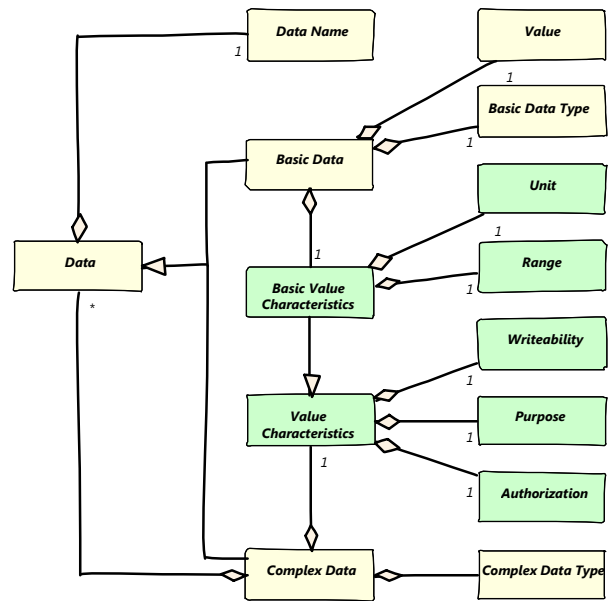 Data Name
1
Value
1
Basic Data Type
1
Basic Data
Unit
1
1
Data
*
Basic Value
Characteristics
Range
1
Writeability
1
Value
Characteristics
Purpose
1
1
Authorization
1
Complex Data
Complex Data Type